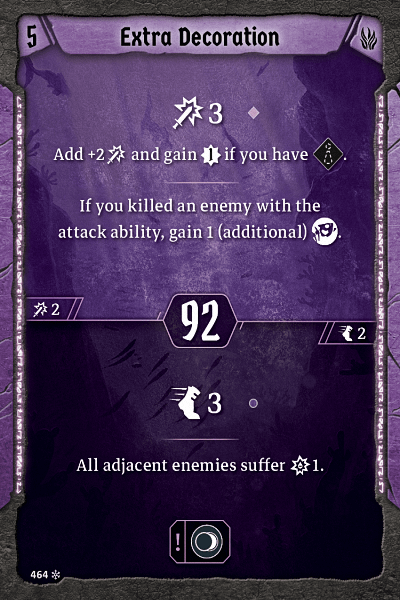 5
Extra Decoration
3
Add +2 and gain if you have .
If you killed an enemy with the
attack ability, gain 1 (additional) .
2
92
2
3
All adjacent enemies suffer 1.
!
464